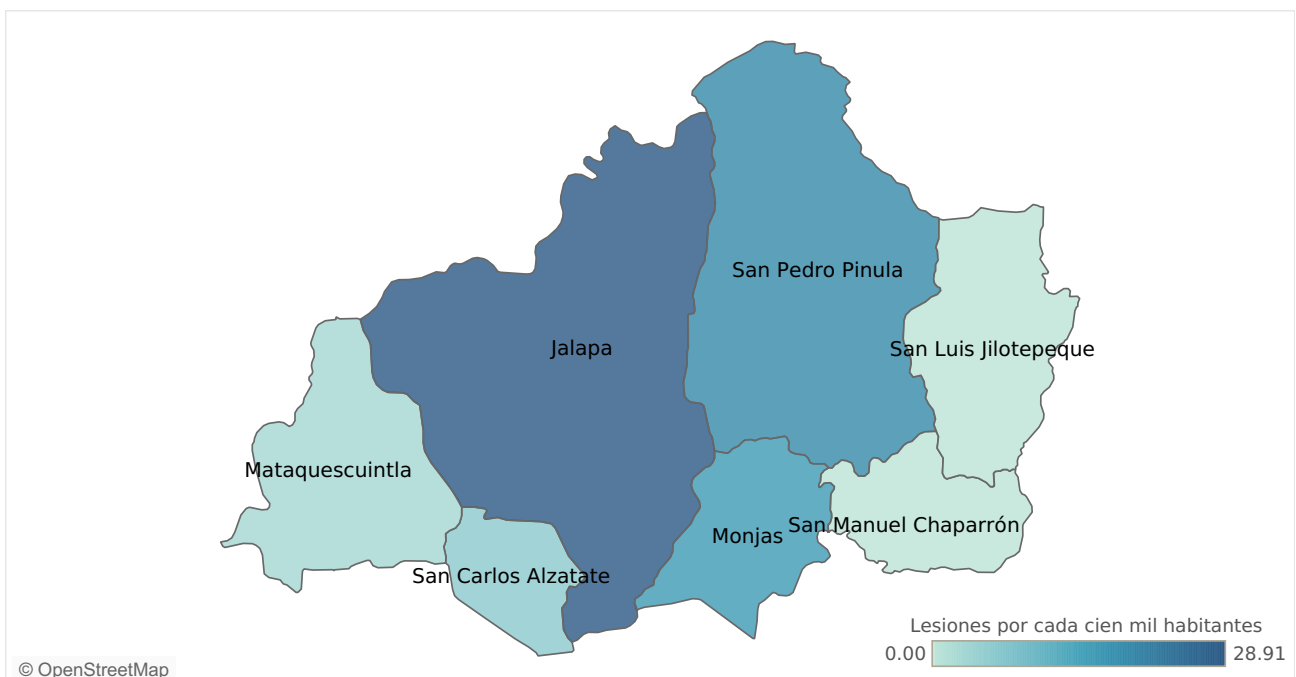 San Pedro Pinula
Jalapa
San Luis Jilotepeque
Mataquescuintla
San Manuel Chaparrón
Monjas
San Carlos Alzatate
Lesiones por cada cien mil habitantes
0.00 28.91
© OpenStreetMap